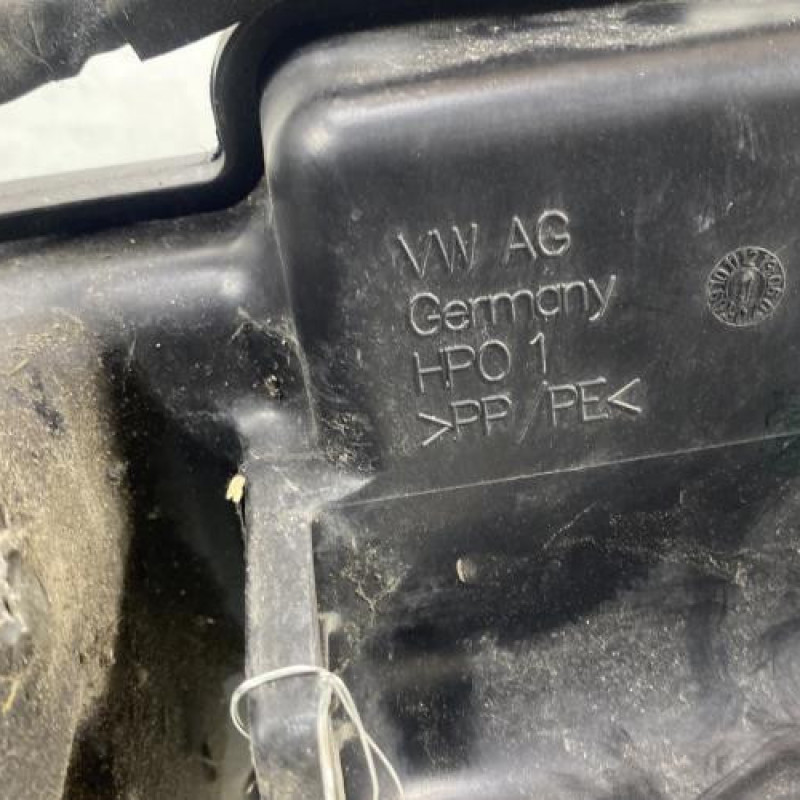 VW AG
Germany
HPO 1
>PP/PE<